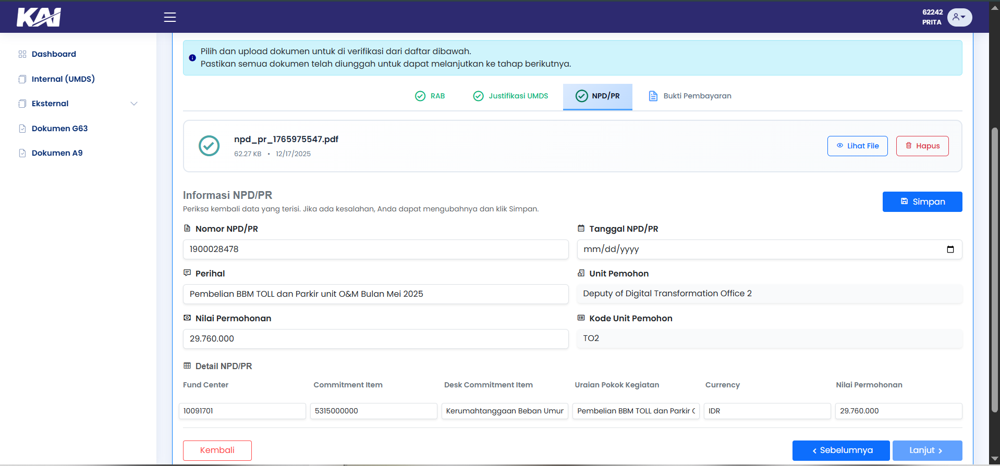 KAI
62242
PRITA
Dashboard
Internal (UMDS)
Eksternal
Dokumen G63
Dokumen A9
Pilih dan upload dokumen untuk di verifikasi dari daftar dibawah.
Pastikan semua dokumen telah diunggah untuk dapat melanjutkan ke tahap berikutnya.
RAB
Justifikasi UMDS
NPD/PR
Bukti Pembayaran
npd_pr_1765975547.pdf
62.27 KB • 12/17/2025
Lihat File
Hapus
Informasi NPD/PR
Periksa kembali data yang terisi. Jika ada kesalahan, Anda dapat mengubahnya dan klik Simpan.
Simpan
Nomor NPD/PR
1900028478
Tanggal NPD/PR
mm/dd/yyyy
Perihal
Pembelian BBM TOLL dan Parkir unit O&M Bulan Mei 2025
Unit Pemohon
Deputy of Digital Transformation Office 2
Nilai Permohonan
29.760.000
Kode Unit Pemohon
TO2
Detail NPD/PR
Fund Center Commitment Item Desk Commitment Item Uraian Pokok Kegiatan Currency Nilai Permohonan
10091701 5315000000 Kerumahtanggaan Beban Umur Pembelian BBM TOLL dan Parkir IDR 29.760.000
Kembali
‹ Sebelumnya
Lanjut ›